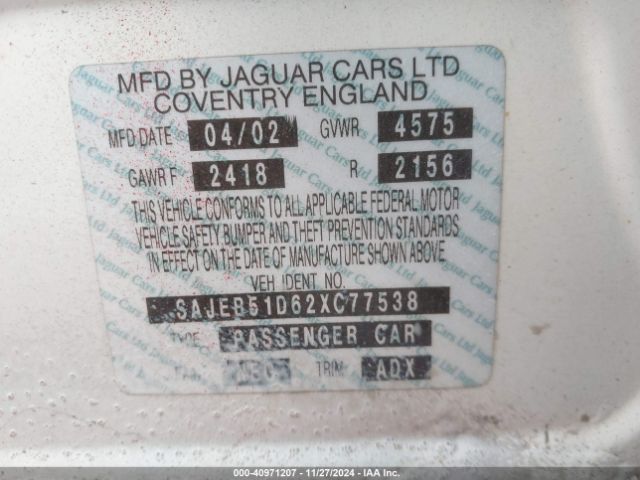 MFD BY JAGUAR CARS LTD
COVENTRY ENGLAND
MFD DATE 04/02 GVWR 4575
GAWR F 2418 R 2156
THIS VEHICLE CONFORMS TO ALL APPLICABLE FEDERAL MOTOR
VEHICLE SAFETY BUMPER AND THEFT PREVENTION STANDARDS
IN EFFECT ON THE DATE OF MANUFACTURE SHOWN ABOVE
VEH IDENT NO.
SAJEB51D62XC77538
TYPE PASSENGER CAR
TRIM ADX
000-40971207 - 11/27/2024 - IAA Inc.